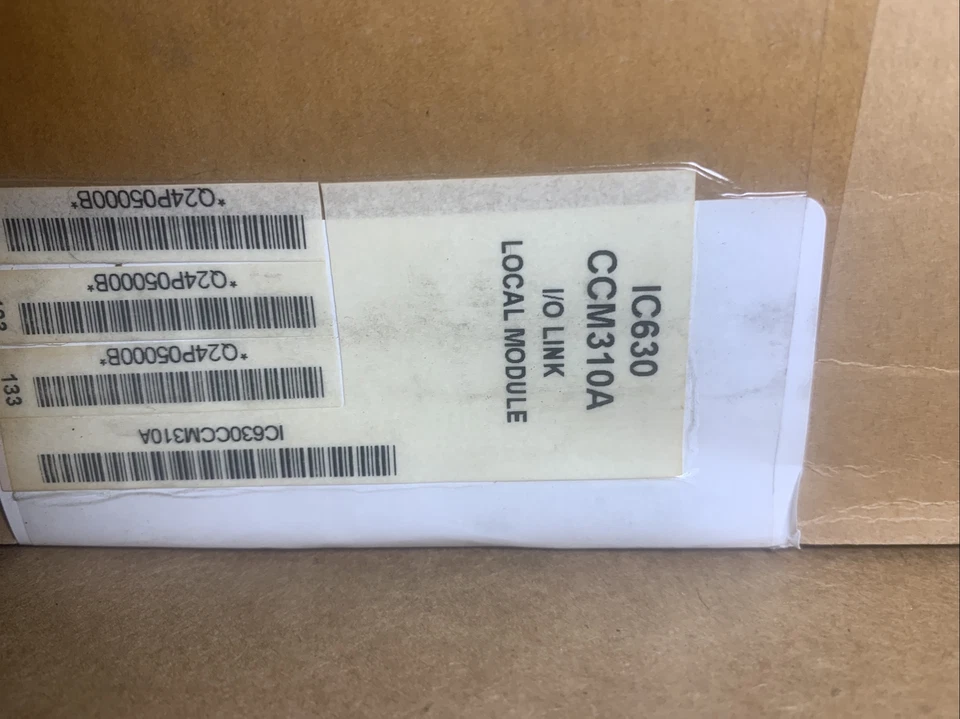 IC630
CCM310A
I/O LINK
LOCAL MODULE
*Q24P05000B*
*Q24P05000B*
*Q24P05000B*
133
IC630CCM310A